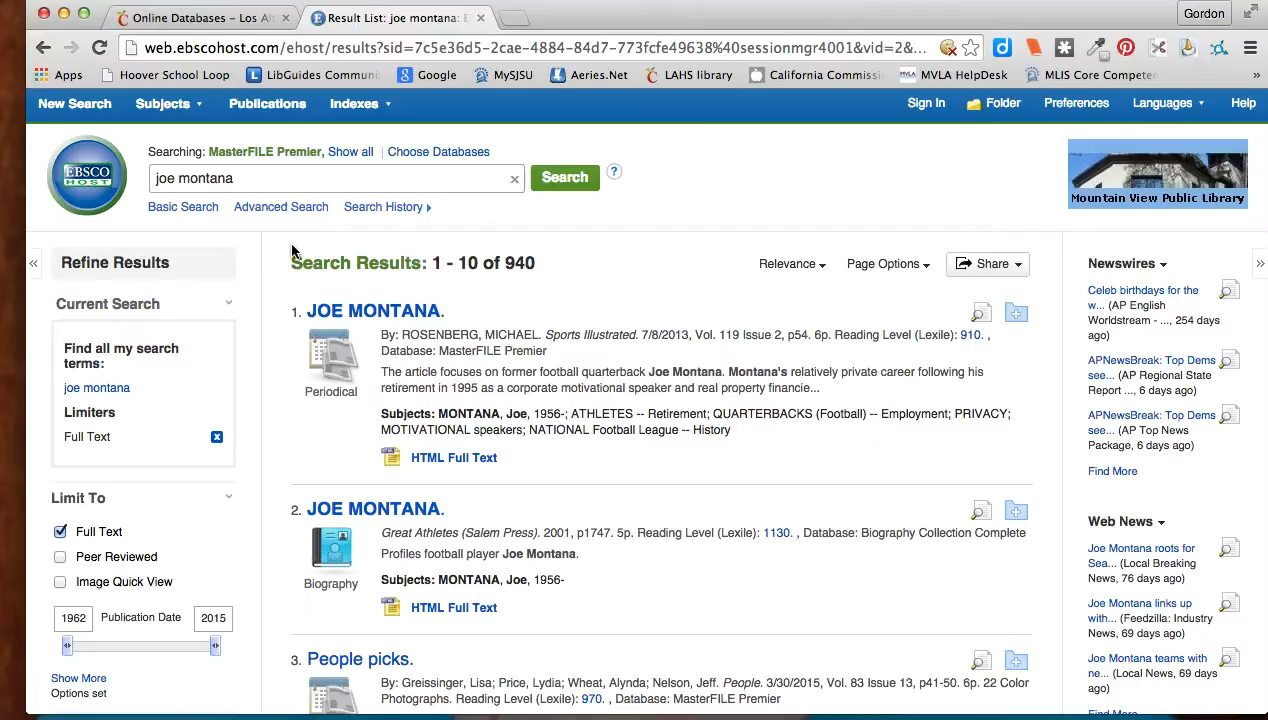 Online Databases – Los Alt
Result List: joe montana: E
Gordon
web.ebscohost.com/ehost/results?sid=7c5e36d5-2cae-4884-84d7-773fcfe49638%40sessionmgr4001&vid=2&…
Apps
Hoover School Loop
LibGuides Communi
Google
MySJSU
Aeries.Net
LAHS library
California Commissi
MVLA HelpDesk
MLIS Core Competen
»
New Search
Subjects
Publications
Indexes
Sign In
Folder
Preferences
Languages
Help
EBSCO
HOST
Searching: MasterFILE Premier, Show all | Choose Databases
joe montana
Search
?
Basic Search
Advanced Search
Search History
Mountain View Public Library
«
Refine Results
Current Search
Find all my search
terms:
joe montana
Limiters
Full Text
Limit To
Full Text
Peer Reviewed
Image Quick View
1962
Publication Date
2015
Show More
Options set
Search Results: 1 - 10 of 940
Relevance
Page Options
Share
1. JOE MONTANA.
Periodical
By: ROSENBERG, MICHAEL. Sports Illustrated. 7/8/2013, Vol. 119 Issue 2, p54. 6p. Reading Level (Lexile): 910. ,
Database: MasterFILE Premier
The article focuses on former football quarterback Joe Montana. Montana's relatively private career following his
retirement in 1995 as a corporate motivational speaker and real property financie...
Subjects: MONTANA, Joe, 1956-; ATHLETES -- Retirement; QUARTERBACKS (Football) -- Employment; PRIVACY;
MOTIVATIONAL speakers; NATIONAL Football League -- History
HTML Full Text
2. JOE MONTANA.
Biography
Great Athletes (Salem Press). 2001, p1747. 5p. Reading Level (Lexile): 1130. , Database: Biography Collection Complete
Profiles football player Joe Montana.
Subjects: MONTANA, Joe, 1956-
HTML Full Text
3. People picks.
By: Greissinger, Lisa; Price, Lydia; Wheat, Alynda; Nelson, Jeff. People. 3/30/2015, Vol. 83 Issue 13, p41-50. 6p. 22 Color
Photographs. Reading Level (Lexile): 970. , Database: MasterFILE Premier
Newswires
»
Celeb birthdays for the
w... (AP English
Worldstream - ..., 254 days
ago)
APNewsBreak: Top Dems
see... (AP Regional State
Report ..., 6 days ago)
APNewsBreak: Top Dems
see... (AP Top News
Package, 6 days ago)
Find More
Web News
Joe Montana roots for
Sea... (Local Breaking
News, 76 days ago)
Joe Montana links up
with... (Feedzilla: Industry
News, 69 days ago)
Joe Montana teams with
ne... (Local News, 69 days
ago)